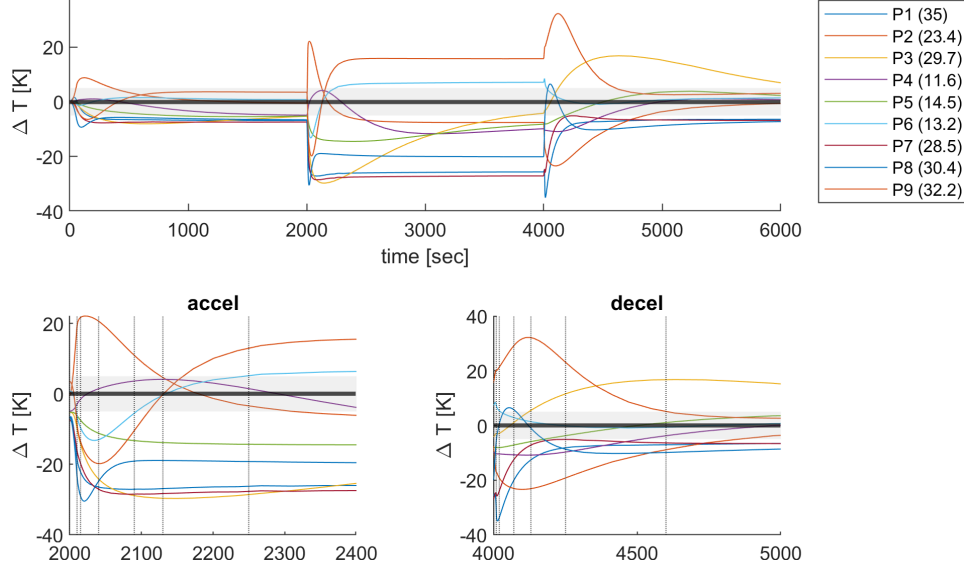 20
0
-20
-40
Δ T [K]
0
1000
2000
3000
4000
5000
6000
time [sec]
P1 (35)
P2 (23.4)
P3 (29.7)
P4 (11.6)
P5 (14.5)
P6 (13.2)
P7 (28.5)
P8 (30.4)
P9 (32.2)
accel
20
0
-20
-40
Δ T [K]
2000
2100
2200
2300
2400
decel
40
20
0
-20
-40
Δ T [K]
4000
4500
5000